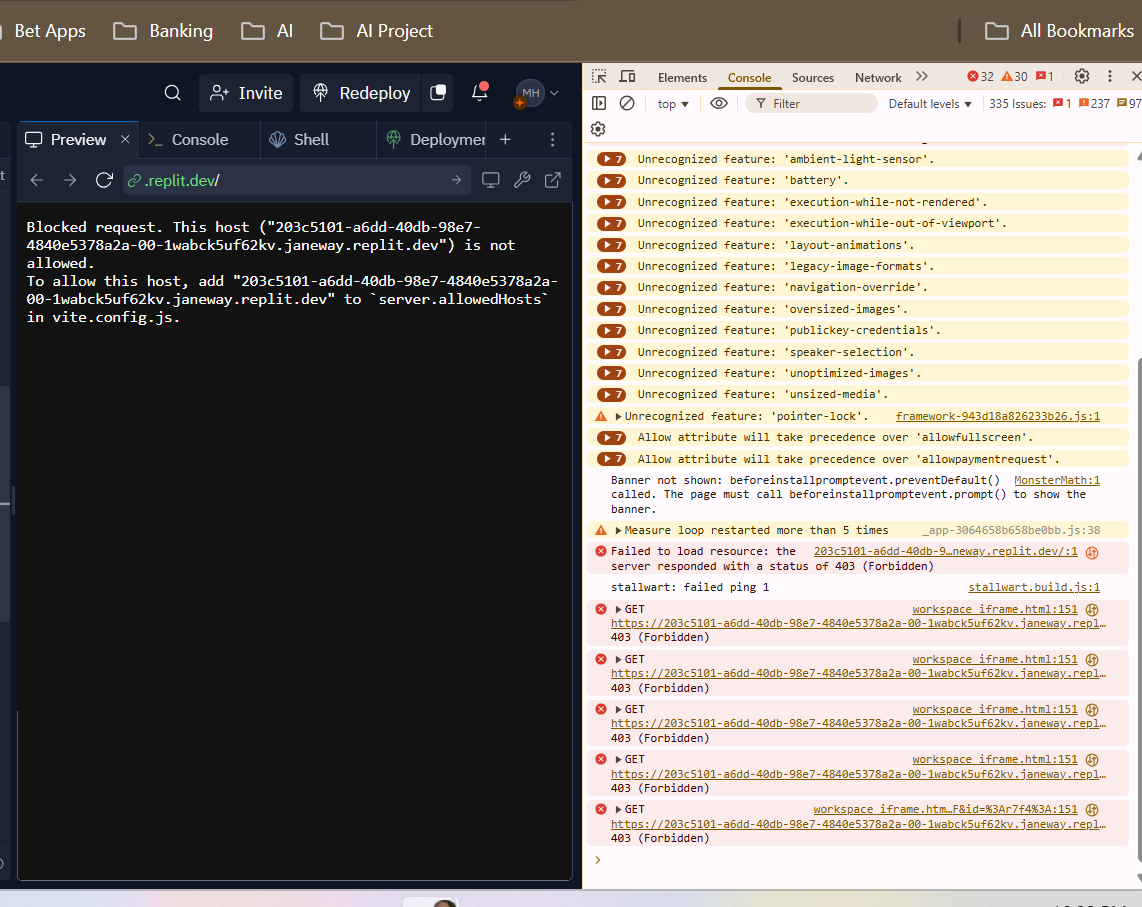 Bet Apps
Banking
AI
AI Project
All Bookmarks
Invite
Redeploy
MH
Preview
Console
Shell
Deploymer
.replit.dev/
Blocked request. This host ("203c5101-a6dd-40db-98e7-
4840e5378a2a-00-1wabck5uf62kv.janeway.replit.dev") is not
allowed.
To allow this host, add "203c5101-a6dd-40db-98e7-4840e5378a2a-
00-1wabck5uf62kv.janeway.replit.dev" to `server.allowedHosts`
in vite.config.js.
Elements
Console
Sources
Network
32
30
1
top
Filter
Default levels
335 Issues:
1
237
97
7 Unrecognized feature: 'ambient-light-sensor'.
7 Unrecognized feature: 'battery'.
7 Unrecognized feature: 'execution-while-not-rendered'.
7 Unrecognized feature: 'execution-while-out-of-viewport'.
7 Unrecognized feature: 'layout-animations'.
7 Unrecognized feature: 'legacy-image-formats'.
7 Unrecognized feature: 'navigation-override'.
7 Unrecognized feature: 'oversized-images'.
7 Unrecognized feature: 'publickey-credentials'.
7 Unrecognized feature: 'speaker-selection'.
7 Unrecognized feature: 'unoptimized-images'.
7 Unrecognized feature: 'unsized-media'.
Unrecognized feature: 'pointer-lock'. framework-943d18a826233b26.js:1
7 Allow attribute will take precedence over 'allowfullscreen'.
7 Allow attribute will take precedence over 'allowpaymentrequest'.
Banner not shown: beforeinstallpromptevent.preventDefault() MonsterMath:1
called. The page must call beforeinstallpromptevent.prompt() to show the
banner.
Measure loop restarted more than 5 times _app-3064658b658be0bb.js:38
Failed to load resource: the 203c5101-a6dd-40db-9…neway.replit.dev/:1
server responded with a status of 403 (Forbidden)
stallwart: failed ping 1 stallwart.build.js:1
GET workspace_iframe.html:151
https://203c5101-a6dd-40db-98e7-4840e5378a2a-00-1wabck5uf62kv.janeway.repl…
403 (Forbidden)
GET workspace_iframe.html:151
https://203c5101-a6dd-40db-98e7-4840e5378a2a-00-1wabck5uf62kv.janeway.repl…
403 (Forbidden)
GET workspace_iframe.html:151
https://203c5101-a6dd-40db-98e7-4840e5378a2a-00-1wabck5uf62kv.janeway.repl…
403 (Forbidden)
GET workspace_iframe.html:151
https://203c5101-a6dd-40db-98e7-4840e5378a2a-00-1wabck5uf62kv.janeway.repl…
403 (Forbidden)
GET workspace_iframe.htm…F&id=%3Ar7f4%3A:151
https://203c5101-a6dd-40db-98e7-4840e5378a2a-00-1wabck5uf62kv.janeway.repl…
403 (Forbidden)